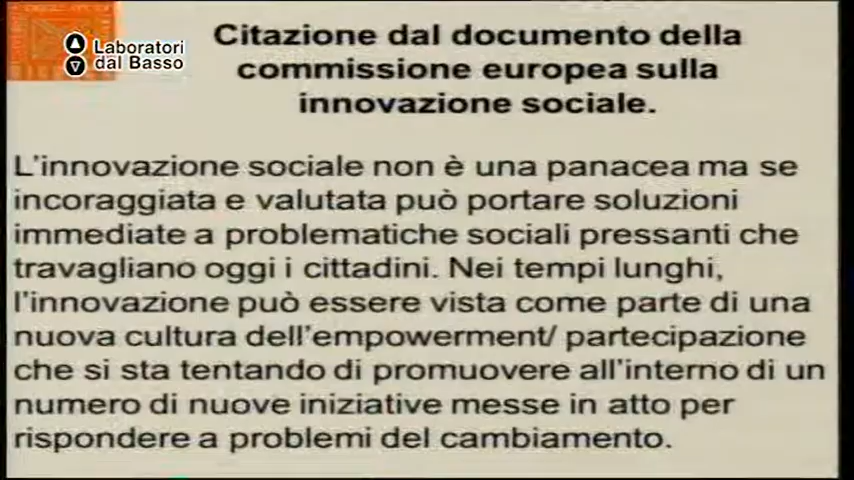 Laboratori
dal Basso
Citazione dal documento della
commissione europea sulla
innovazione sociale.
L'innovazione sociale non è una panacea ma se
incoraggiata e valutata può portare soluzioni
immediate a problematiche sociali pressanti che
travagliano oggi i cittadini. Nei tempi lunghi,
l'innovazione può essere vista come parte di una
nuova cultura dell'empowerment/ partecipazione
che si sta tentando di promuovere all'interno di un
numero di nuove iniziative messe in atto per
rispondere a problemi del cambiamento.